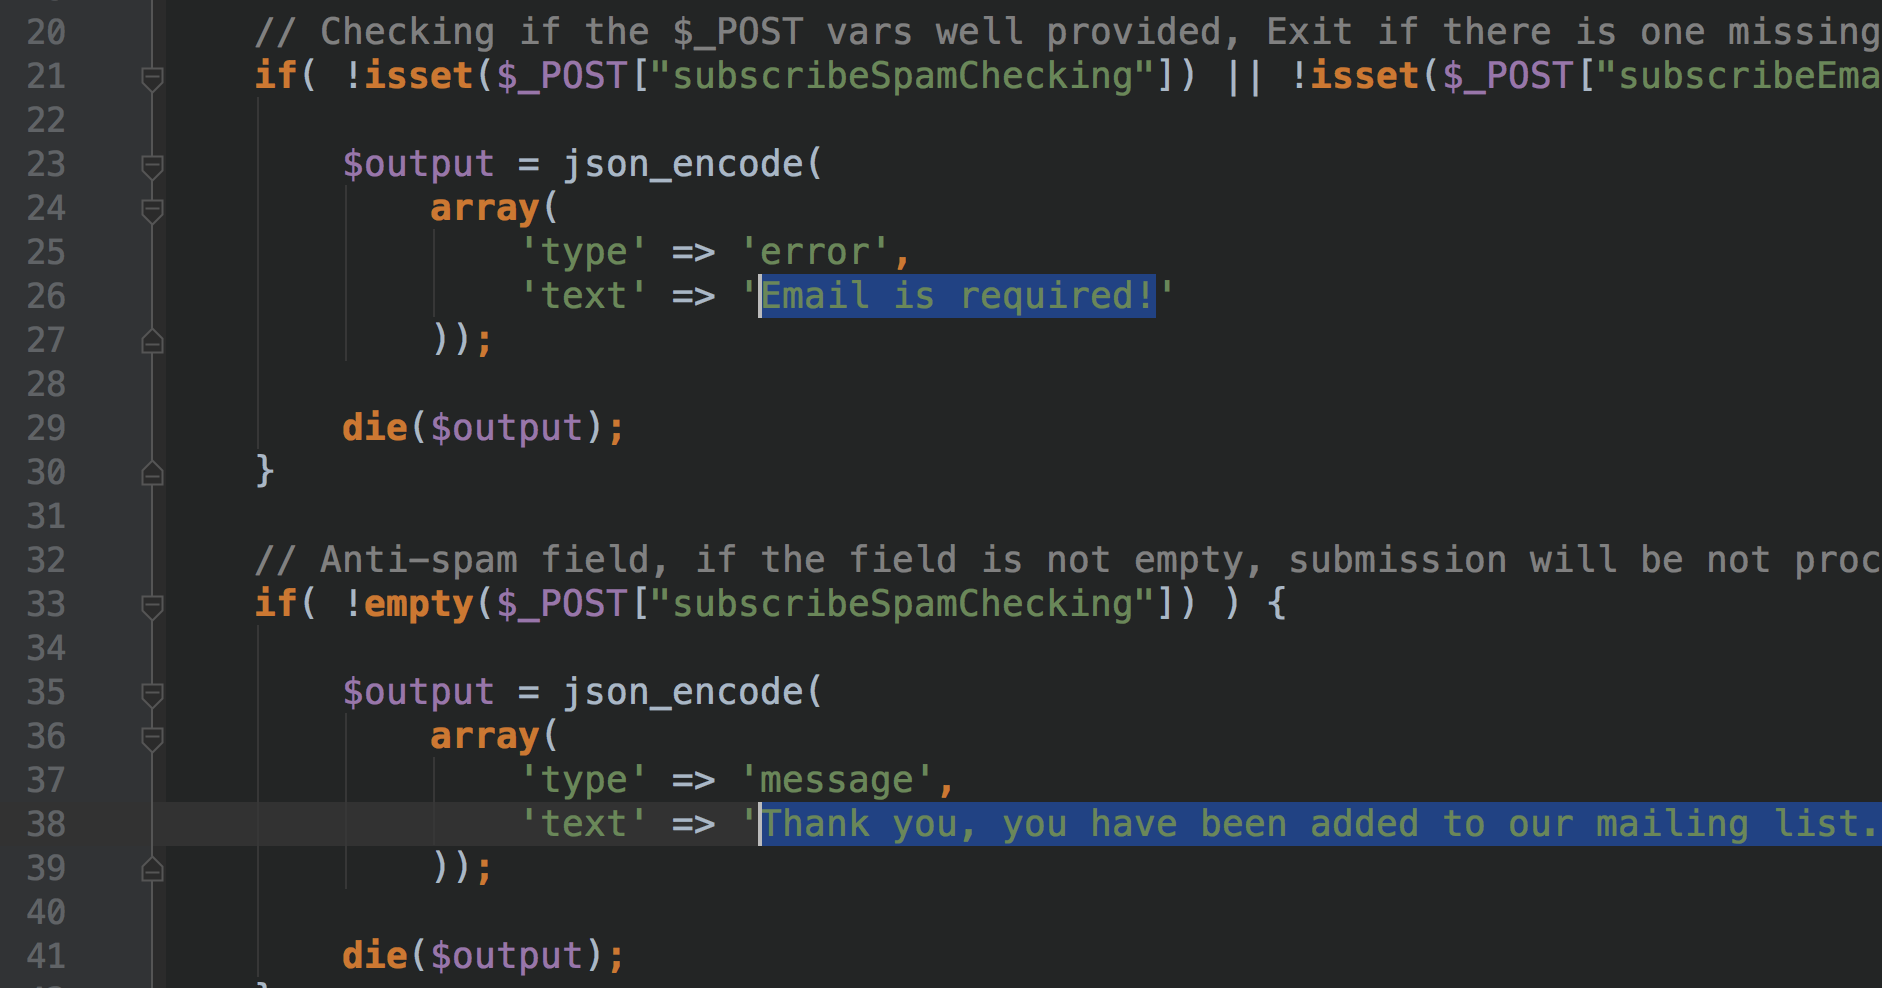 20 // Checking if the $_POST vars well provided, Exit if there is one missing
21 if( !isset($_POST["subscribeSpamChecking"]) || !isset($_POST["subscribeEma
22
23 $output = json_encode(
24 array(
25 'type' => 'error',
26 'text' => 'Email is required!'
27 ));
28
29 die($output);
30 }
31
32 // Anti-spam field, if the field is not empty, submission will be not proc
33 if( !empty($_POST["subscribeSpamChecking"]) ) {
34
35 $output = json_encode(
36 array(
37 'type' => 'message',
38 'text' => 'Thank you, you have been added to our mailing list.
39 ));
40
41 die($output);